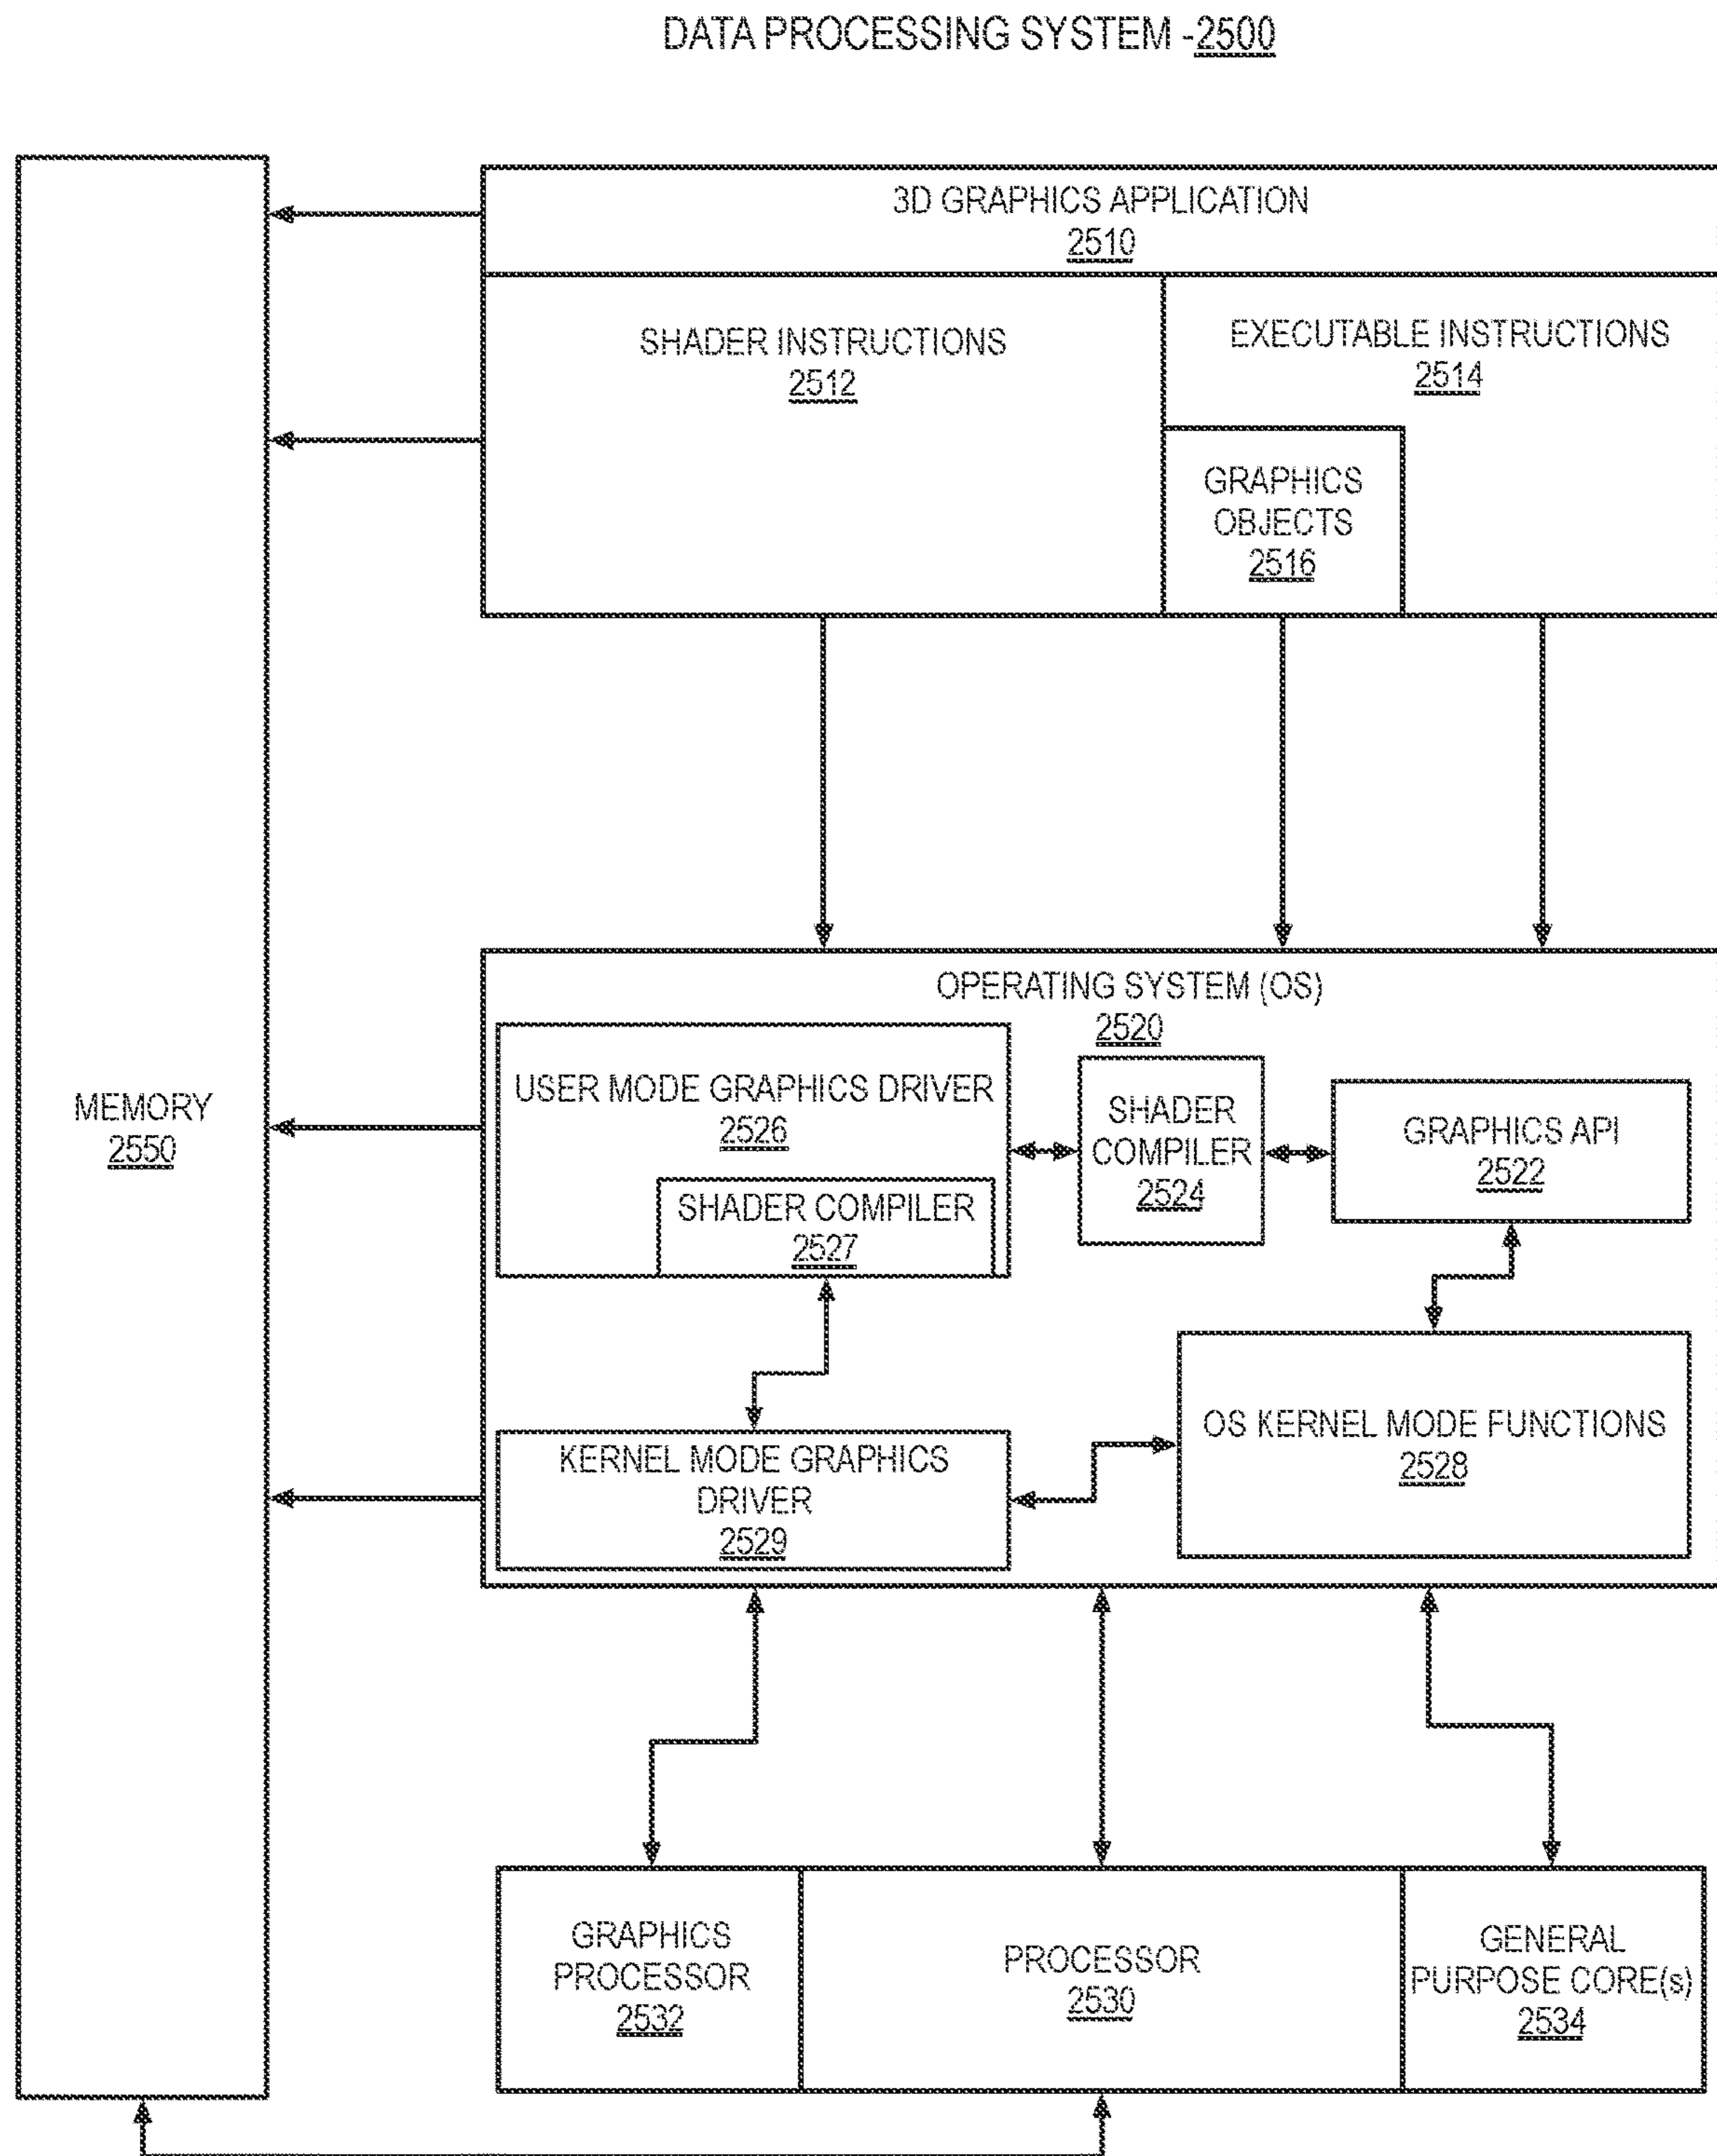 DATA PROCESSING SYSTEM -2500
3D GRAPHICS APPLICATION
2510
SHADER INSTRUCTIONS
2512
EXECUTABLE INSTRUCTIONS
2514
GRAPHICS
OBJECTS
2516
MEMORY
2550
OPERATING SYSTEM (OS)
2520
USER MODE GRAPHICS DRIVER
2526
SHADER COMPILER
2527
SHADER
COMPILER
2524
GRAPHICS API
2522
KERNEL MODE GRAPHICS
DRIVER
2529
OS KERNEL MODE FUNCTIONS
2528
GRAPHICS
PROCESSOR
2532
PROCESSOR
2530
GENERAL
PURPOSE CORE(s)
2534